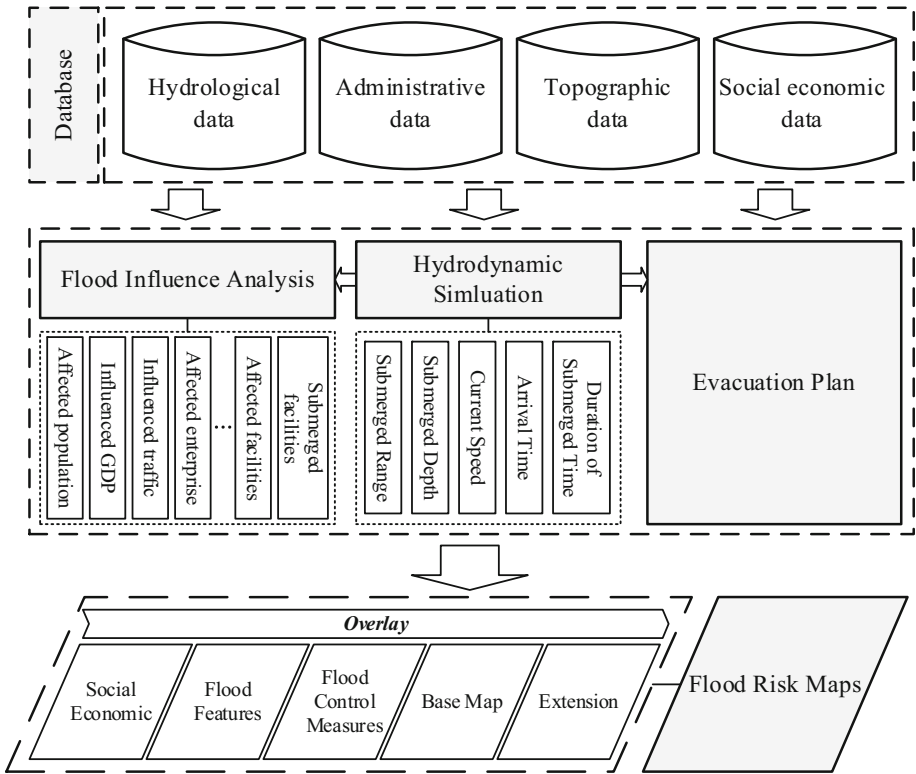 Database
Hydrological
data
Administrative
data
Topographic
data
Social economic
data
Flood Influence Analysis
Hydrodynamic
Simluation
Evacuation Plan
Affected population
Influenced GDP
Influenced traffic
Affected enterprise
...
Affected facilities
Submerged
facilities
Submerged Range
Submerged Depth
Current Speed
Arrival Time
Duration of
Submerged Time
Overlay
Social
Economic
Flood
Features
Flood
Control
Measures
Base Map
Extension
Flood Risk Maps